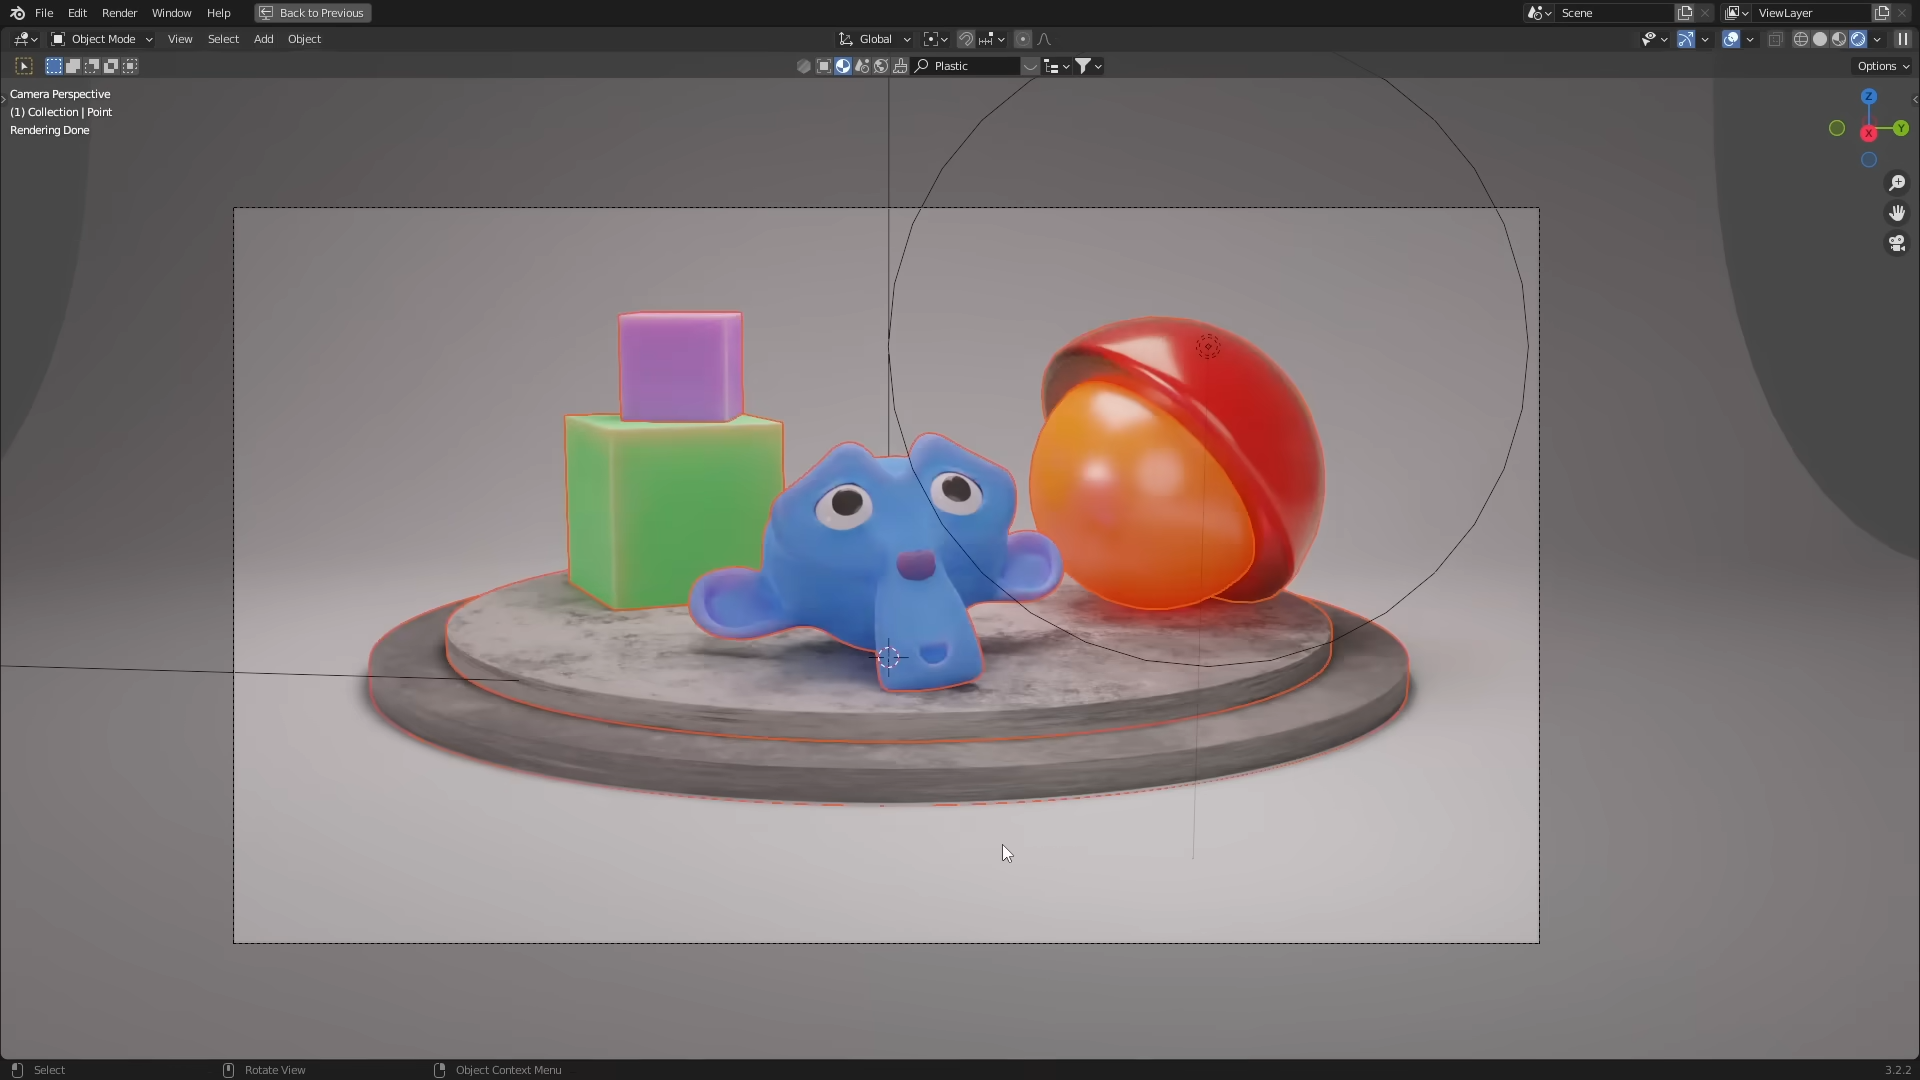 File Edit Render Window Help Back to Previous Scene ViewLayer
Object Mode View Select Add Object Global
Plastic Options
Camera Perspective
(1) Collection | Point
Rendering Done
Z
Y
X
Select Rotate View Object Context Menu 3.2.2